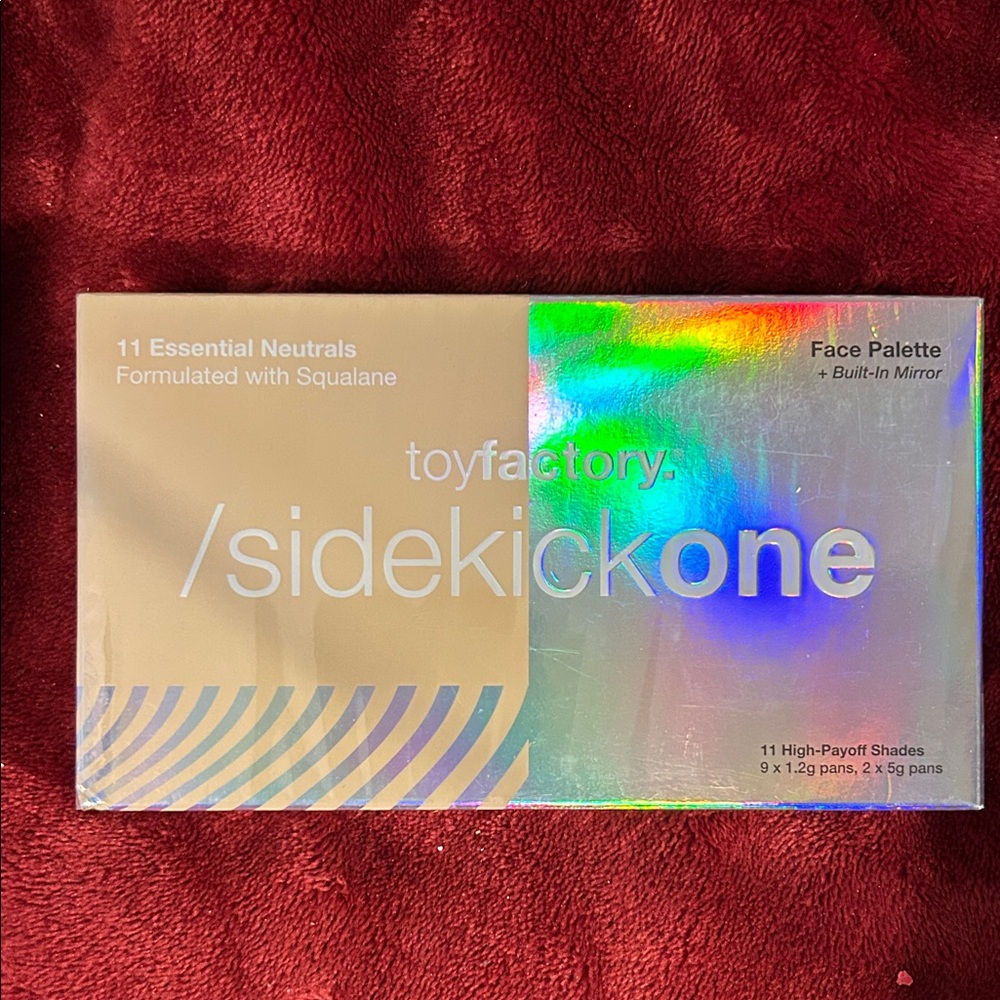 11 Essential Neutrals
Formulated with Squalane
Face Palette
+ Built-In Mirror
toyfactory.
/sidekickone
11 High-Payoff Shades
9 x 1.2g pans, 2 x 5g pans